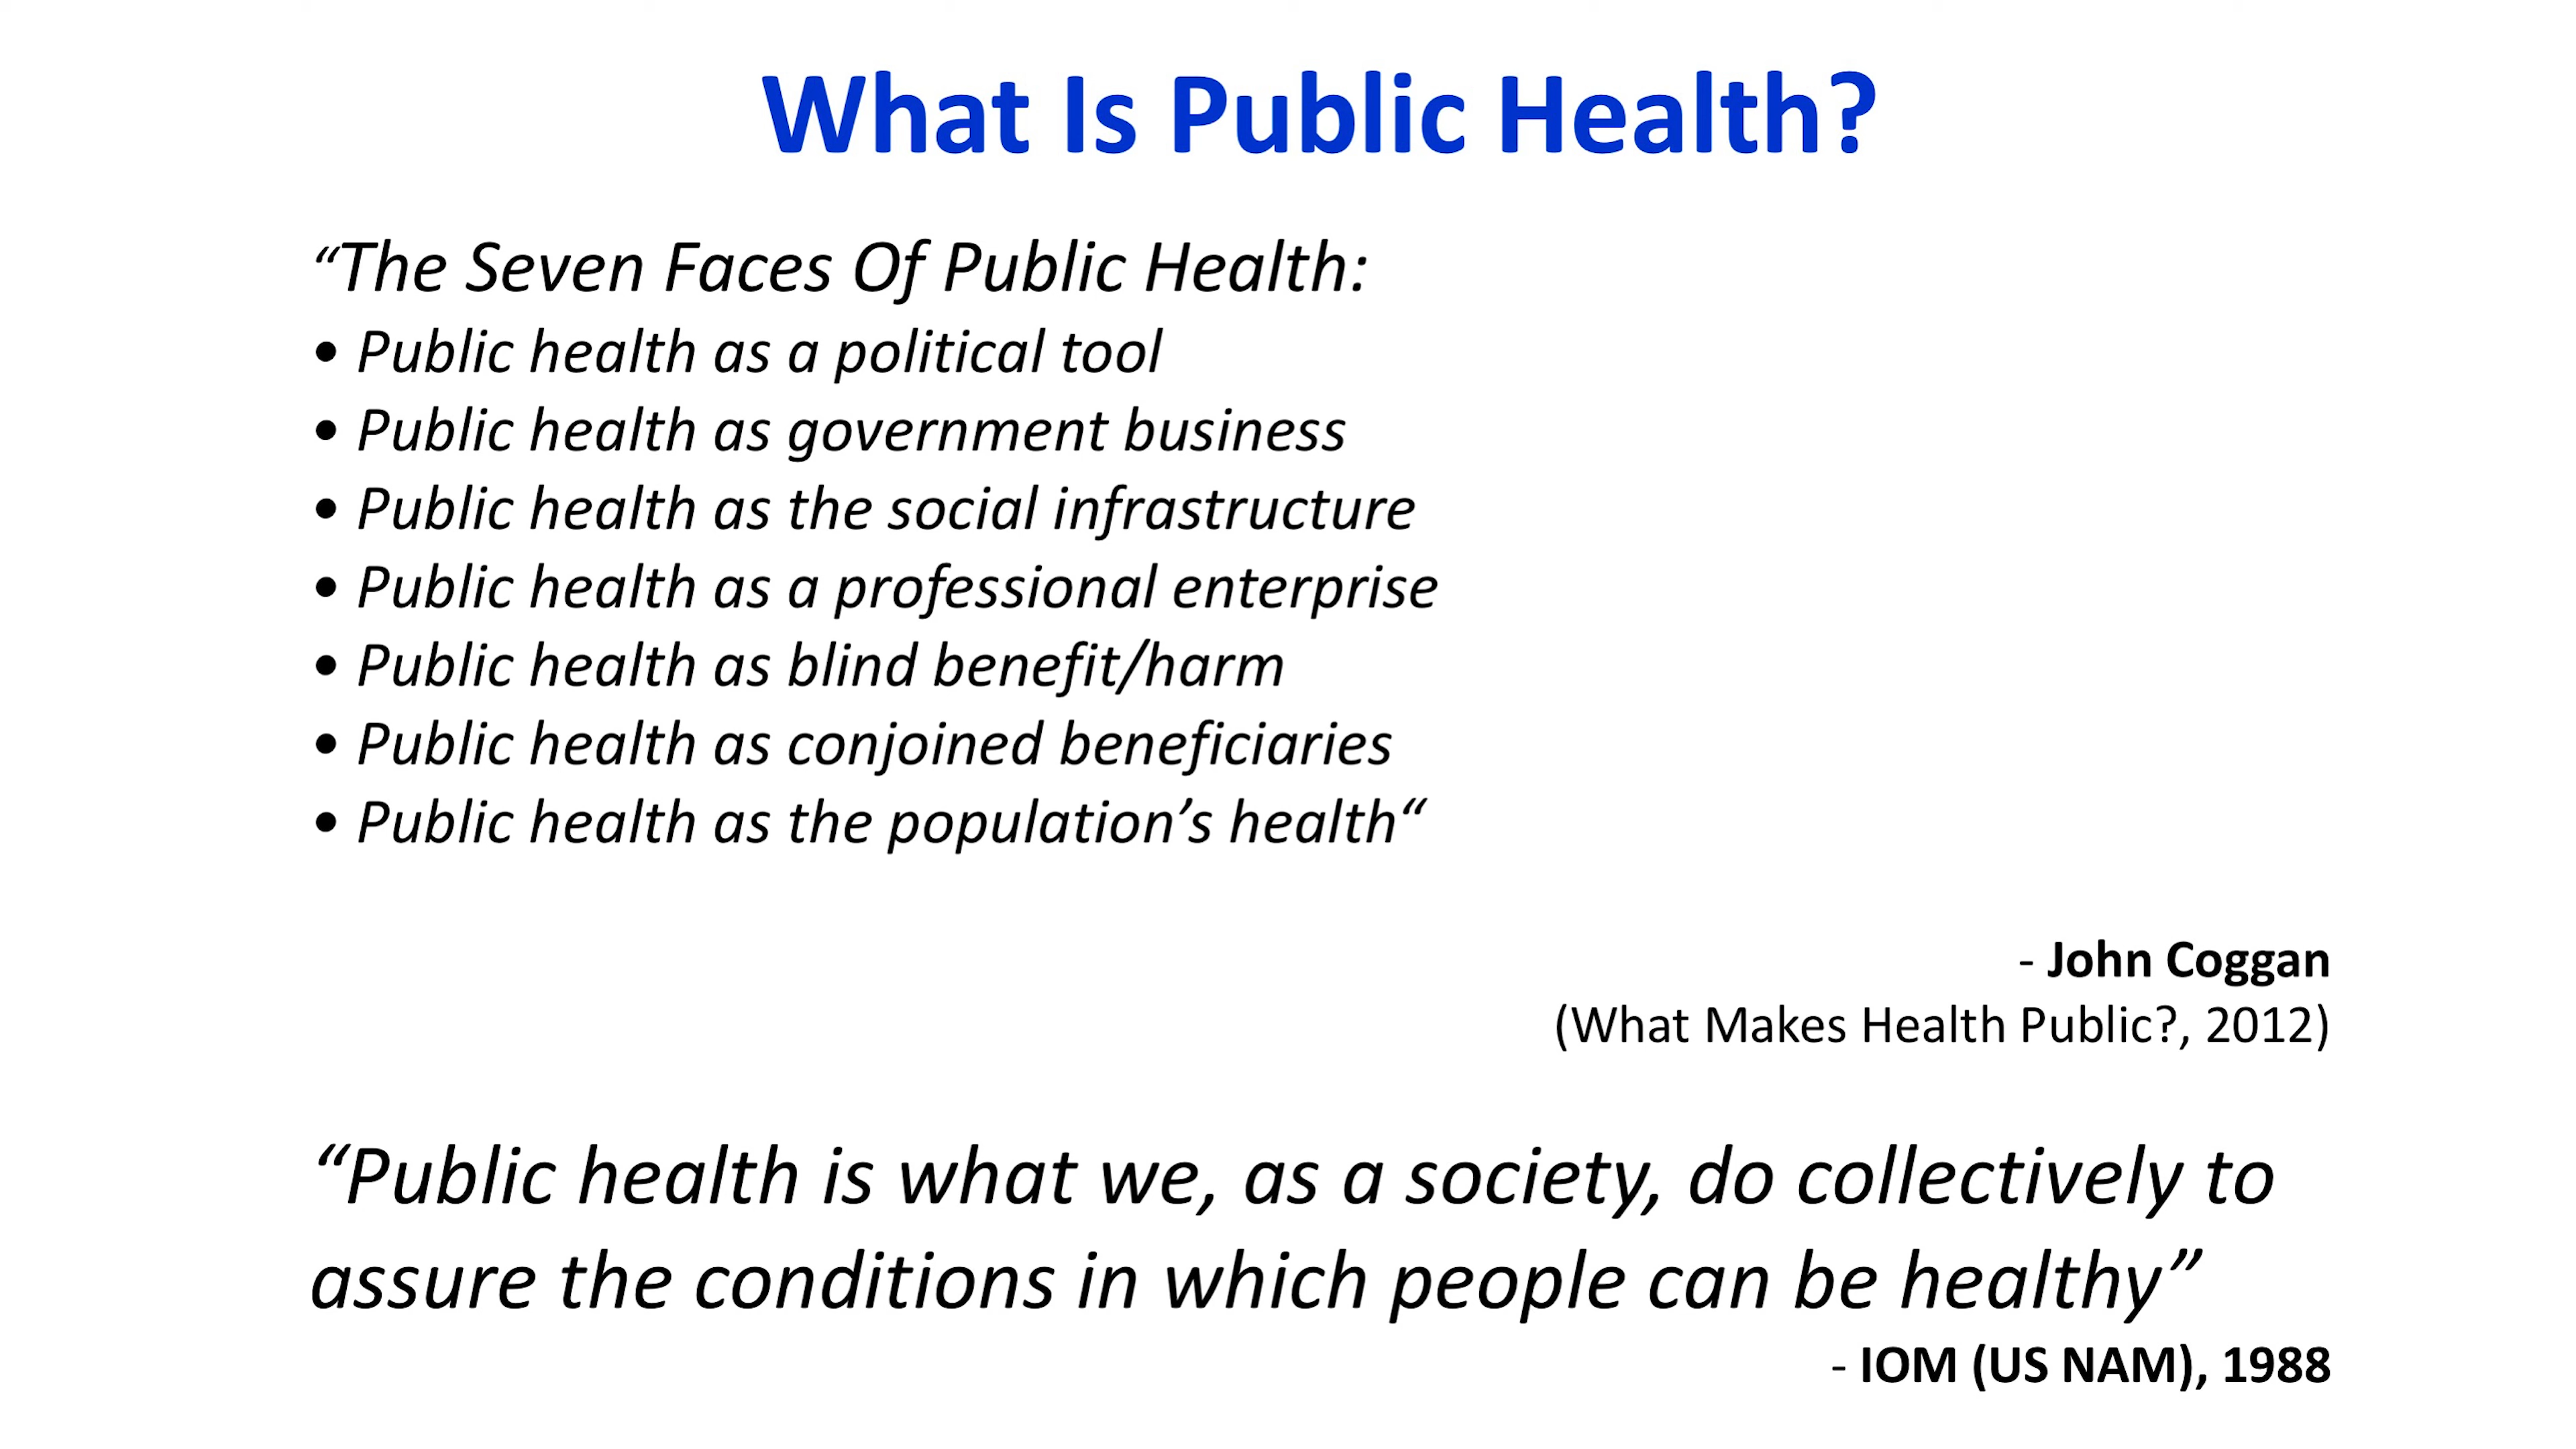 What Is Public Health?
“The Seven Faces Of Public Health:
• Public health as a political tool
• Public health as government business
• Public health as the social infrastructure
• Public health as a professional enterprise
• Public health as blind benefit/harm
• Public health as conjoined beneficiaries
• Public health as the population’s health“
- John Coggan
(What Makes Health Public?, 2012)
“Public health is what we, as a society, do collectively to
assure the conditions in which people can be healthy”
- IOM (US NAM), 1988